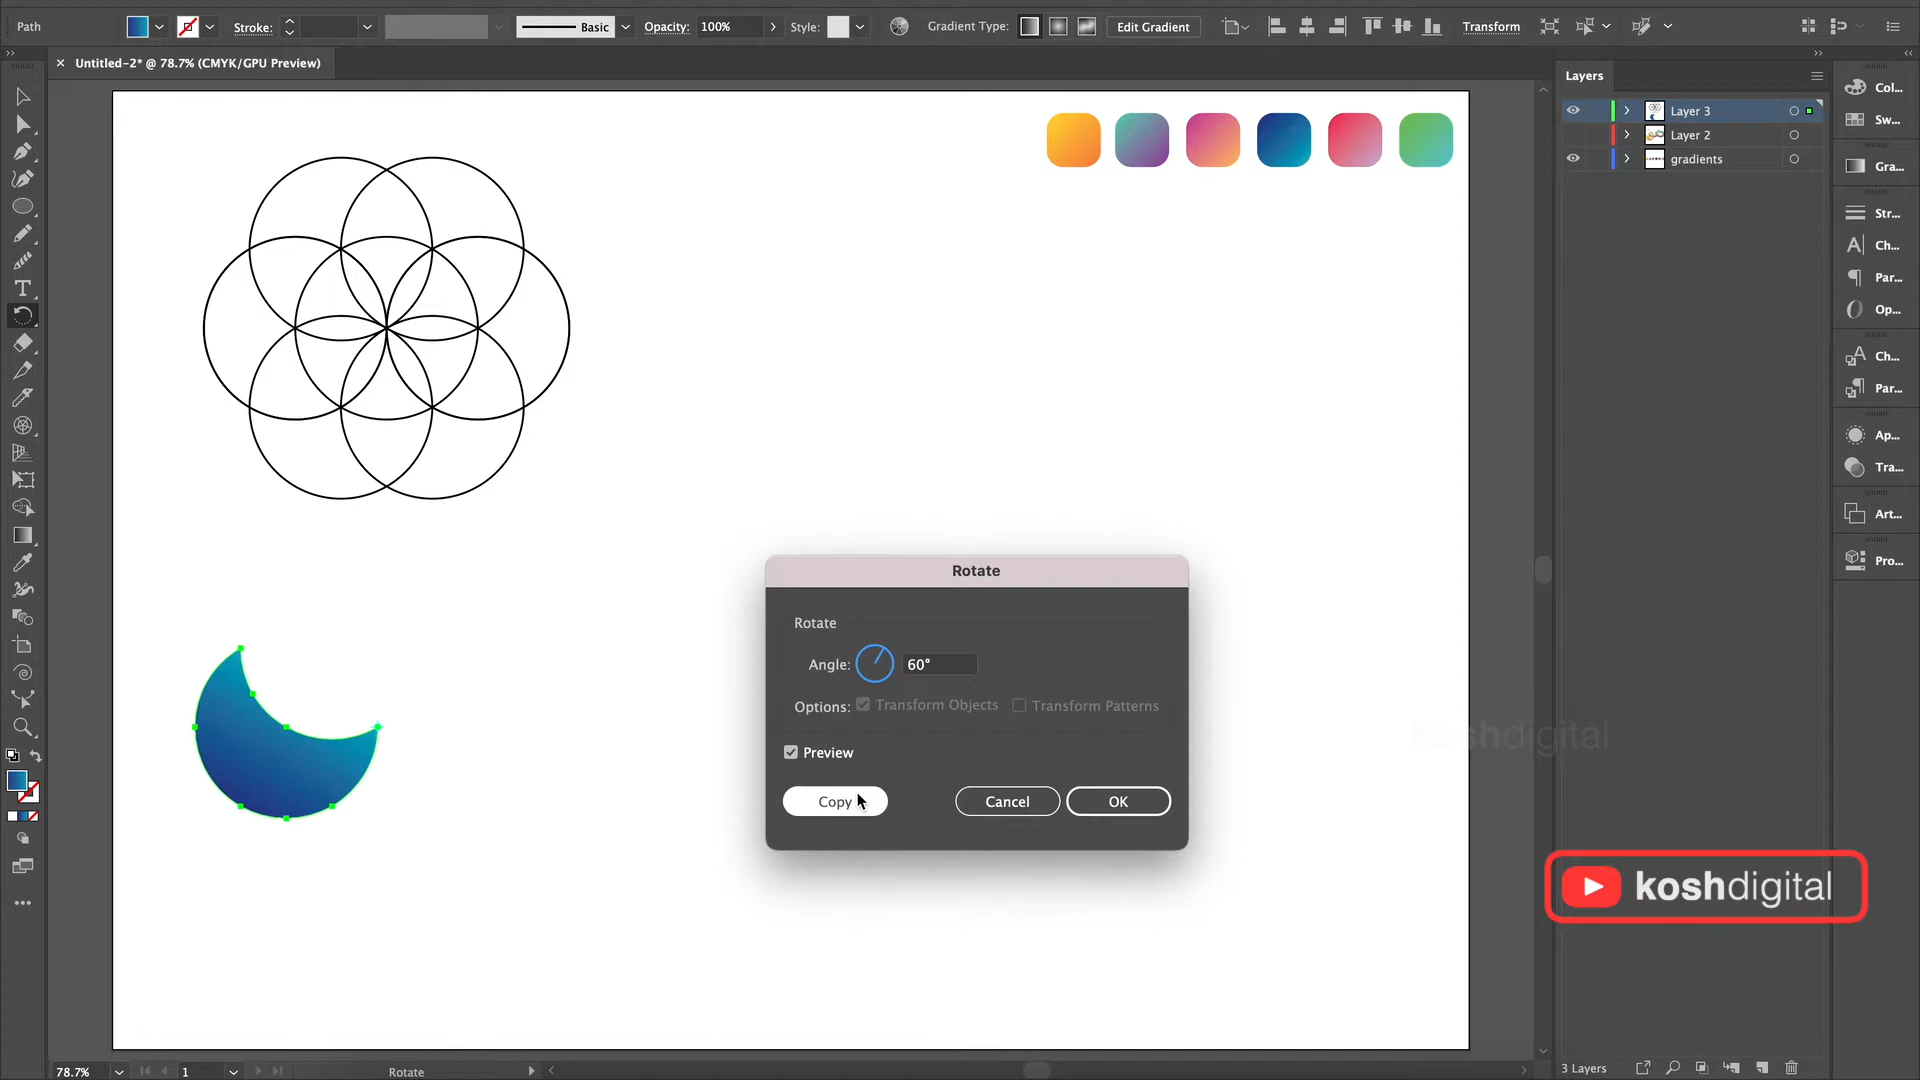 Path
Stroke:
Basic
Opacity: 100%
Style:
Gradient Type:
Edit Gradient
Transform
Untitled-2* @ 78.7% (CMYK/GPU Preview)
Layers
Layer 3
Layer 2
gradients
Col...
Sw...
Gra...
Str...
Ch...
Par...
Op...
Ch...
Par...
Ap...
Tra...
Art...
Pro...
Rotate
Rotate
Angle: 60°
Options: Transform Objects Transform Patterns
Preview
Copy Cancel OK
koshdigital
koshdigital
78.7% 1 Rotate
3 Layers